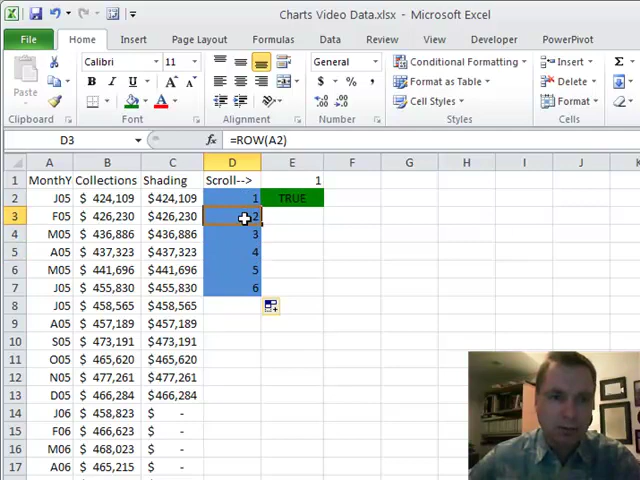 Charts Video Data.xlsx - Microsoft Excel
File Home Insert Page Layout Formulas Data Review View Developer PowerPivot
Paste Calibri 11 A A General Conditional Formatting Insert Σ
B I U A $ % , Format as Table Delete
Cell Styles Format
Clipboard Font Alignment Number Styles Cells
D3 fx =ROW(A2)
A B C D E F G H I J
1 MonthY Collections Shading Scroll--> 1
2 J05 $ 424,109 $424,109 1 TRUE
3 F05 $ 426,230 $426,230 2
4 M05 $ 436,886 $436,886 3
5 A05 $ 437,323 $437,323 4
6 M05 $ 441,696 $441,696 5
7 J05 $ 455,830 $455,830 6
8 J05 $ 458,565 $458,565
9 A05 $ 457,189 $457,189
10 S05 $ 473,191 $473,191
11 O05 $ 465,620 $465,620
12 N05 $ 477,261 $477,261
13 D05 $ 466,284 $466,284
14 J06 $ 458,823 $ -
15 F06 $ 466,623 $ -
16 M06 $ 468,023 $ -
17 A06 $ 465,215 $ -